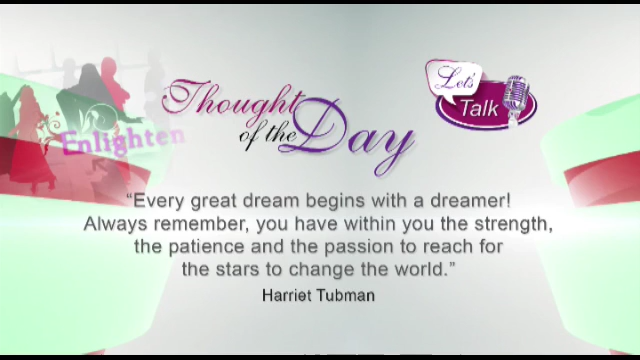 Thought
of the Day
Let's
Talk
Enlighten
“Every great dream begins with a dreamer!
Always remember, you have within you the strength,
the patience and the passion to reach for
the stars to change the world.”
Harriet Tubman